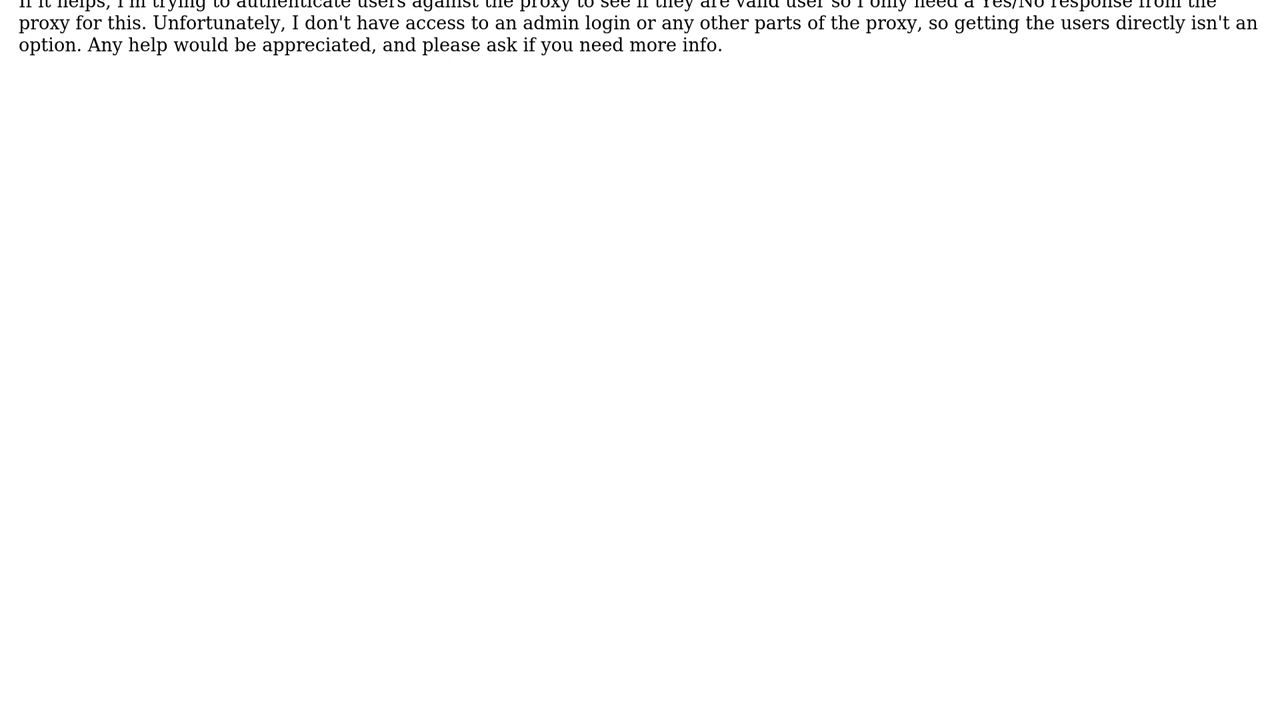 If it helps, I'm trying to authenticate users against the proxy to see if they are valid user so I only need a Yes/No response from the
proxy for this. Unfortunately, I don't have access to an admin login or any other parts of the proxy, so getting the users directly isn't an
option. Any help would be appreciated, and please ask if you need more info.